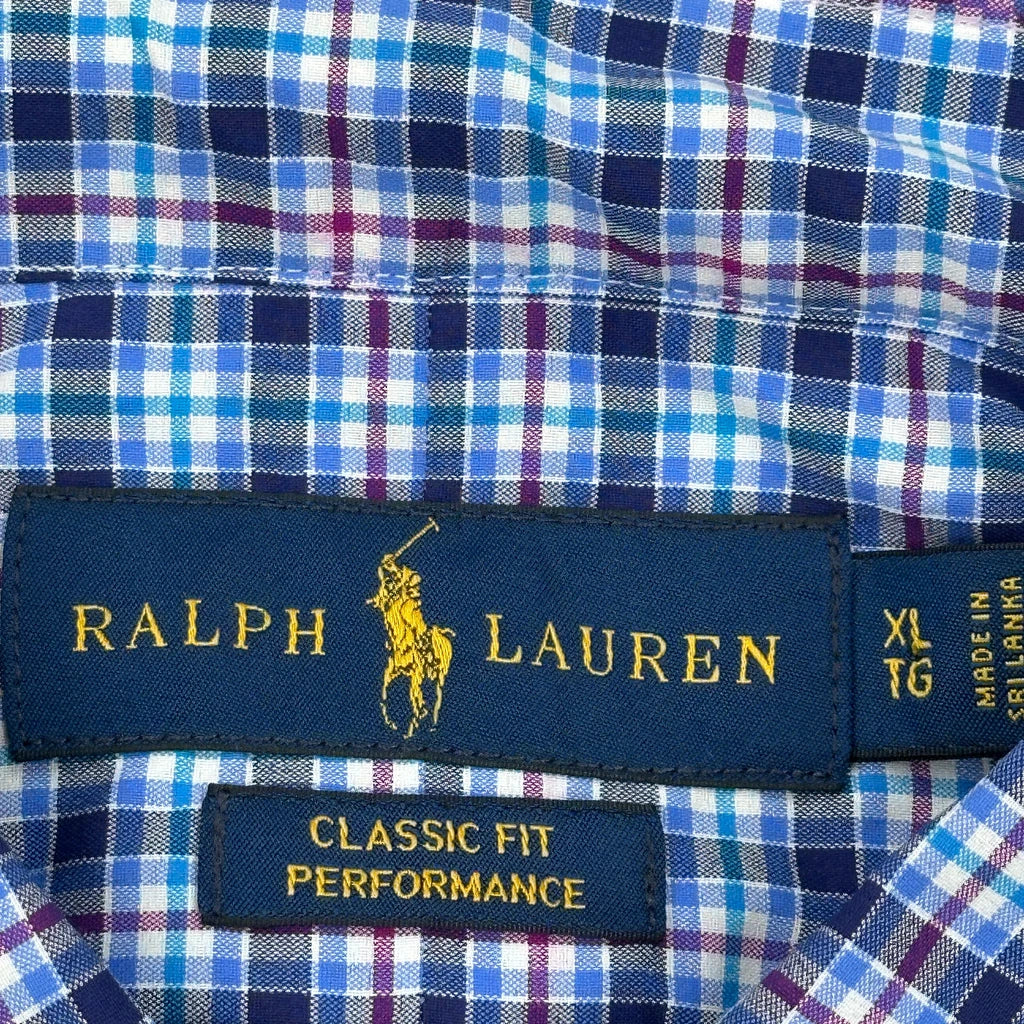 RALPH LAUREN
XL
TG
MADE IN
SRI LANKA
CLASSIC FIT
PERFORMANCE